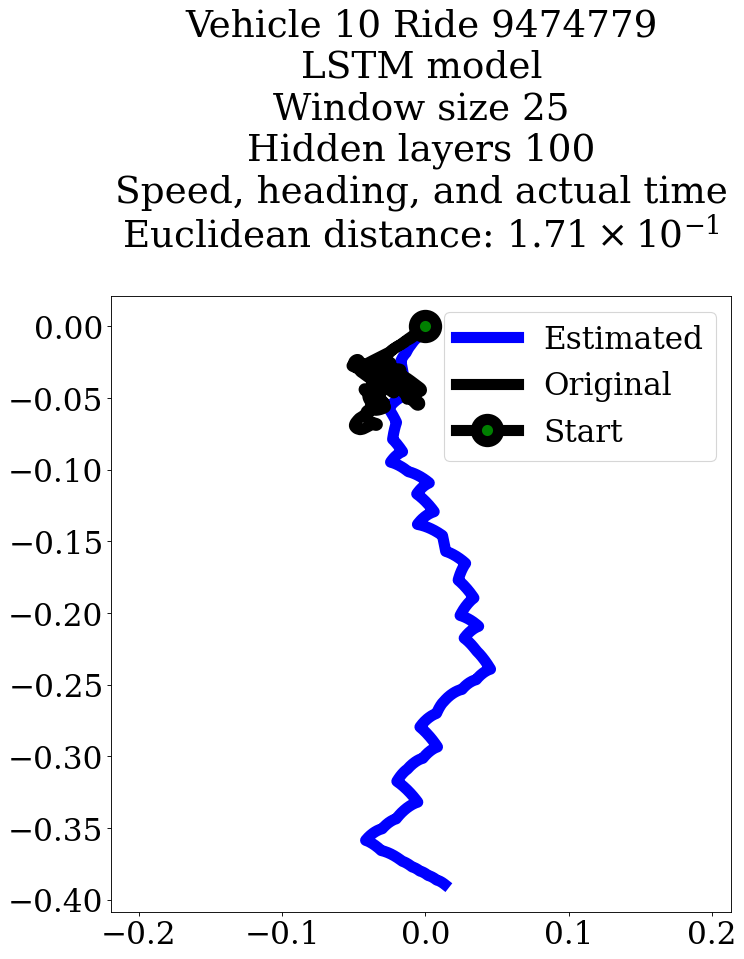 Vehicle 10 Ride 9474779
LSTM model
Window size 25
Hidden layers 100
Speed, heading, and actual time
Euclidean distance: 1.71 × 10⁻¹
Estimated
Original
Start
0.00
−0.05
−0.10
−0.15
−0.20
−0.25
−0.30
−0.35
−0.40
−0.2 −0.1 0.0 0.1 0.2